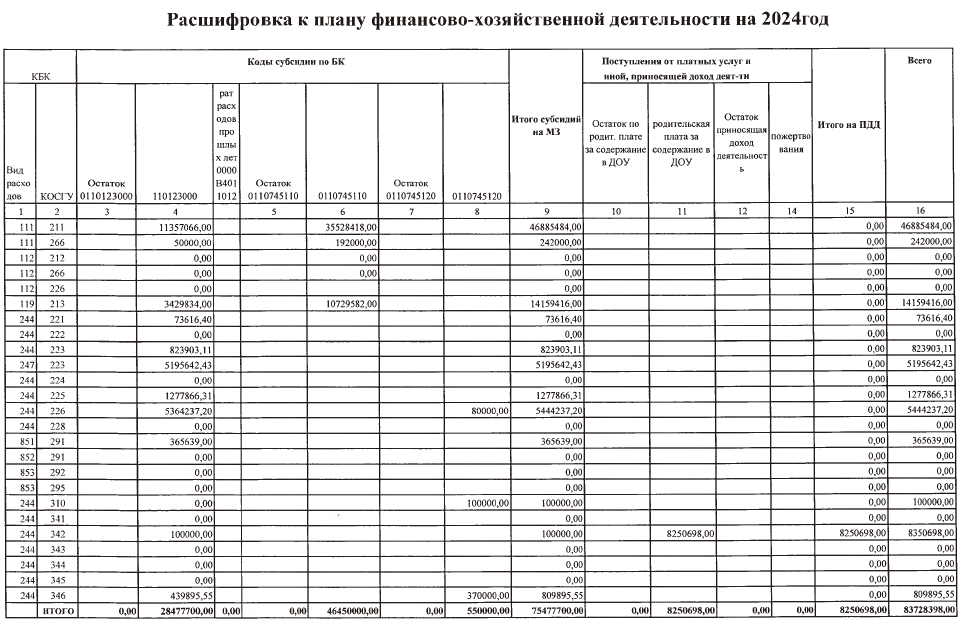 Расшифровка к плану финансово-хозяйственной деятельности на 2024год
КБК Коды субсидии по БК Итого субсидий на МЗ Поступления от платных услуг и иной, приносящей доход деят-ти Итого на ПДД Всего
Вид расхо дов КОСГУ Остаток 0110123000 110123000 рат рас ходов про шлы х лет 0000 В401 1012 Остаток 0110745110 0110745110 Остаток 0110745120 0110745120 Остаток по родит. плате за содержание в ДОУ родительская плата за содержание в ДОУ Остаток приносящая доход деятельност ь пожертво вания
1 2 3 4 5 6 7 8 9 10 11 12 14 15 16
111 211 11357066,00 35528418,00 46885484,00 0,00 46885484,00
111 266 50000,00 192000,00 242000,00 0,00 242000,00
112 212 0,00 0,00 0,00 0,00 0,00
112 266 0,00 0,00 0,00 0,00 0,00
112 226 0,00 0,00 0,00 0,00
119 213 3429834,00 10729582,00 14159416,00 0,00 14159416,00
244 221 73616,40 73616,40 0,00 73616,40
244 222 0,00 0,00 0,00 0,00
244 223 823903,11 823903,11 0,00 823903,11
247 223 5195642,43 5195642,43 0,00 5195642,43
244 224 0,00 0,00 0,00 0,00
244 225 1277866,31 1277866,31 0,00 1277866,31
244 226 5364237,20 80000,00 5444237,20 0,00 5444237,20
244 228 0,00 0,00 0,00 0,00
851 291 365639,00 365639,00 0,00 365639,00
852 291 0,00 0,00 0,00 0,00
853 292 0,00 0,00 0,00 0,00
853 295 0,00 0,00 0,00 0,00
244 310 0,00 100000,00 100000,00 0,00 100000,00
244 341 0,00 0,00 0,00 0,00
244 342 100000,00 100000,00 8250698,00 8250698,00 8350698,00
244 343 0,00 0,00 0,00 0,00
244 344 0,00 0,00 0,00 0,00
244 345 0,00 0,00 0,00 0,00
244 346 439895,55 370000,00 809895,55 0,00 809895,55
ИТОГО 0,00 28477700,00 0,00 0,00 46450000,00 0,00 550000,00 75477700,00 0,00 8250698,00 0,00 0,00 8250698,00 83728398,00